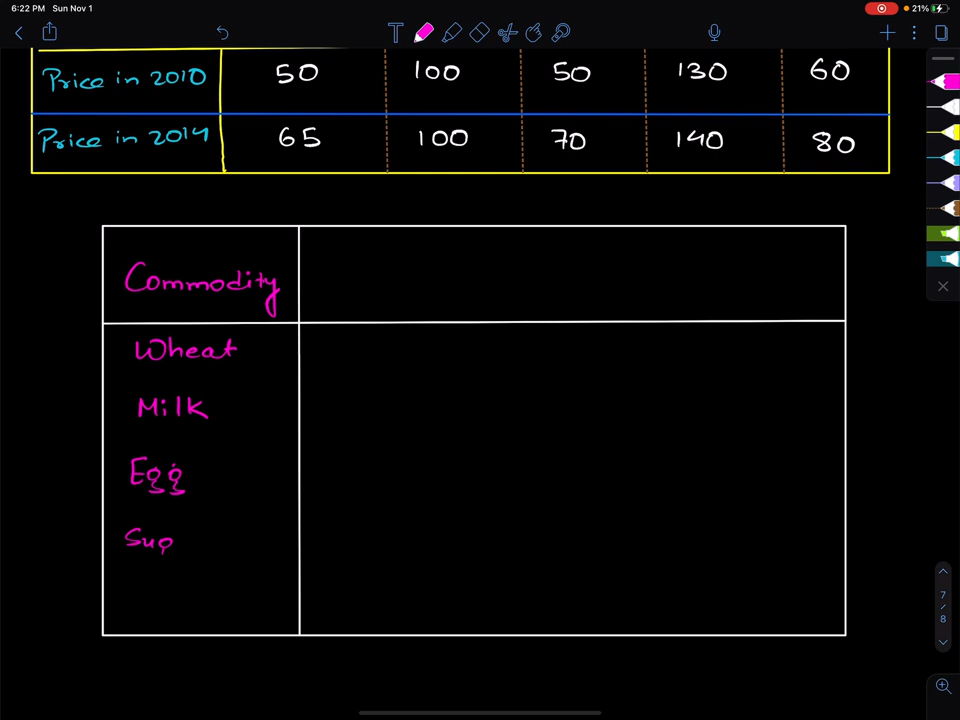 6:22 PM Sun Nov 1 21%
Price in 2010 50 100 50 130 60
Price in 2014 65 100 70 140 80
Commodity
Wheat
Milk
Egg
Sug
7
/
8